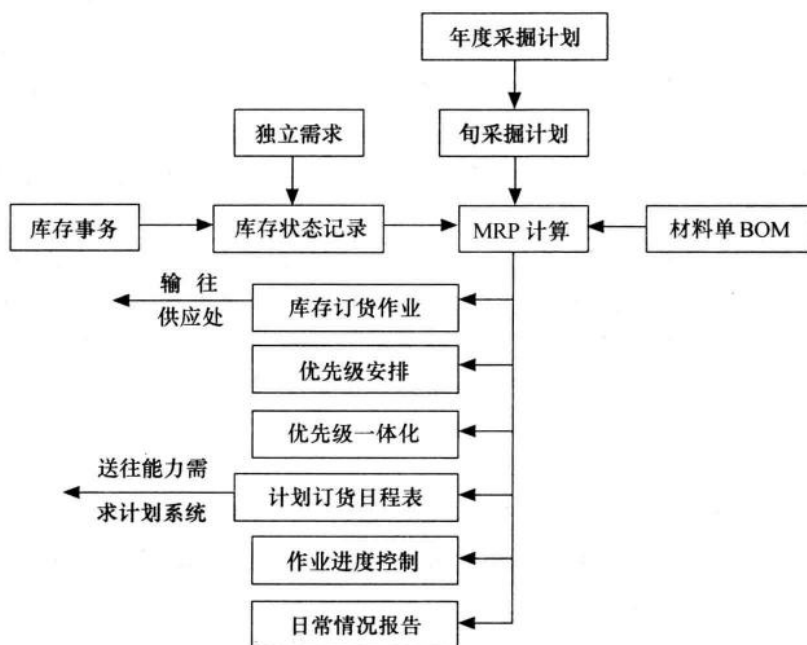 年度采掘计划
独立需求
旬采掘计划
库存事务
库存状态记录
MRP 计算
材料单 BOM
输 往
供应处
库存订货作业
优先级安排
优先级一体化
送往能力需
求计划系统
计划订货日程表
作业进度控制
日常情况报告